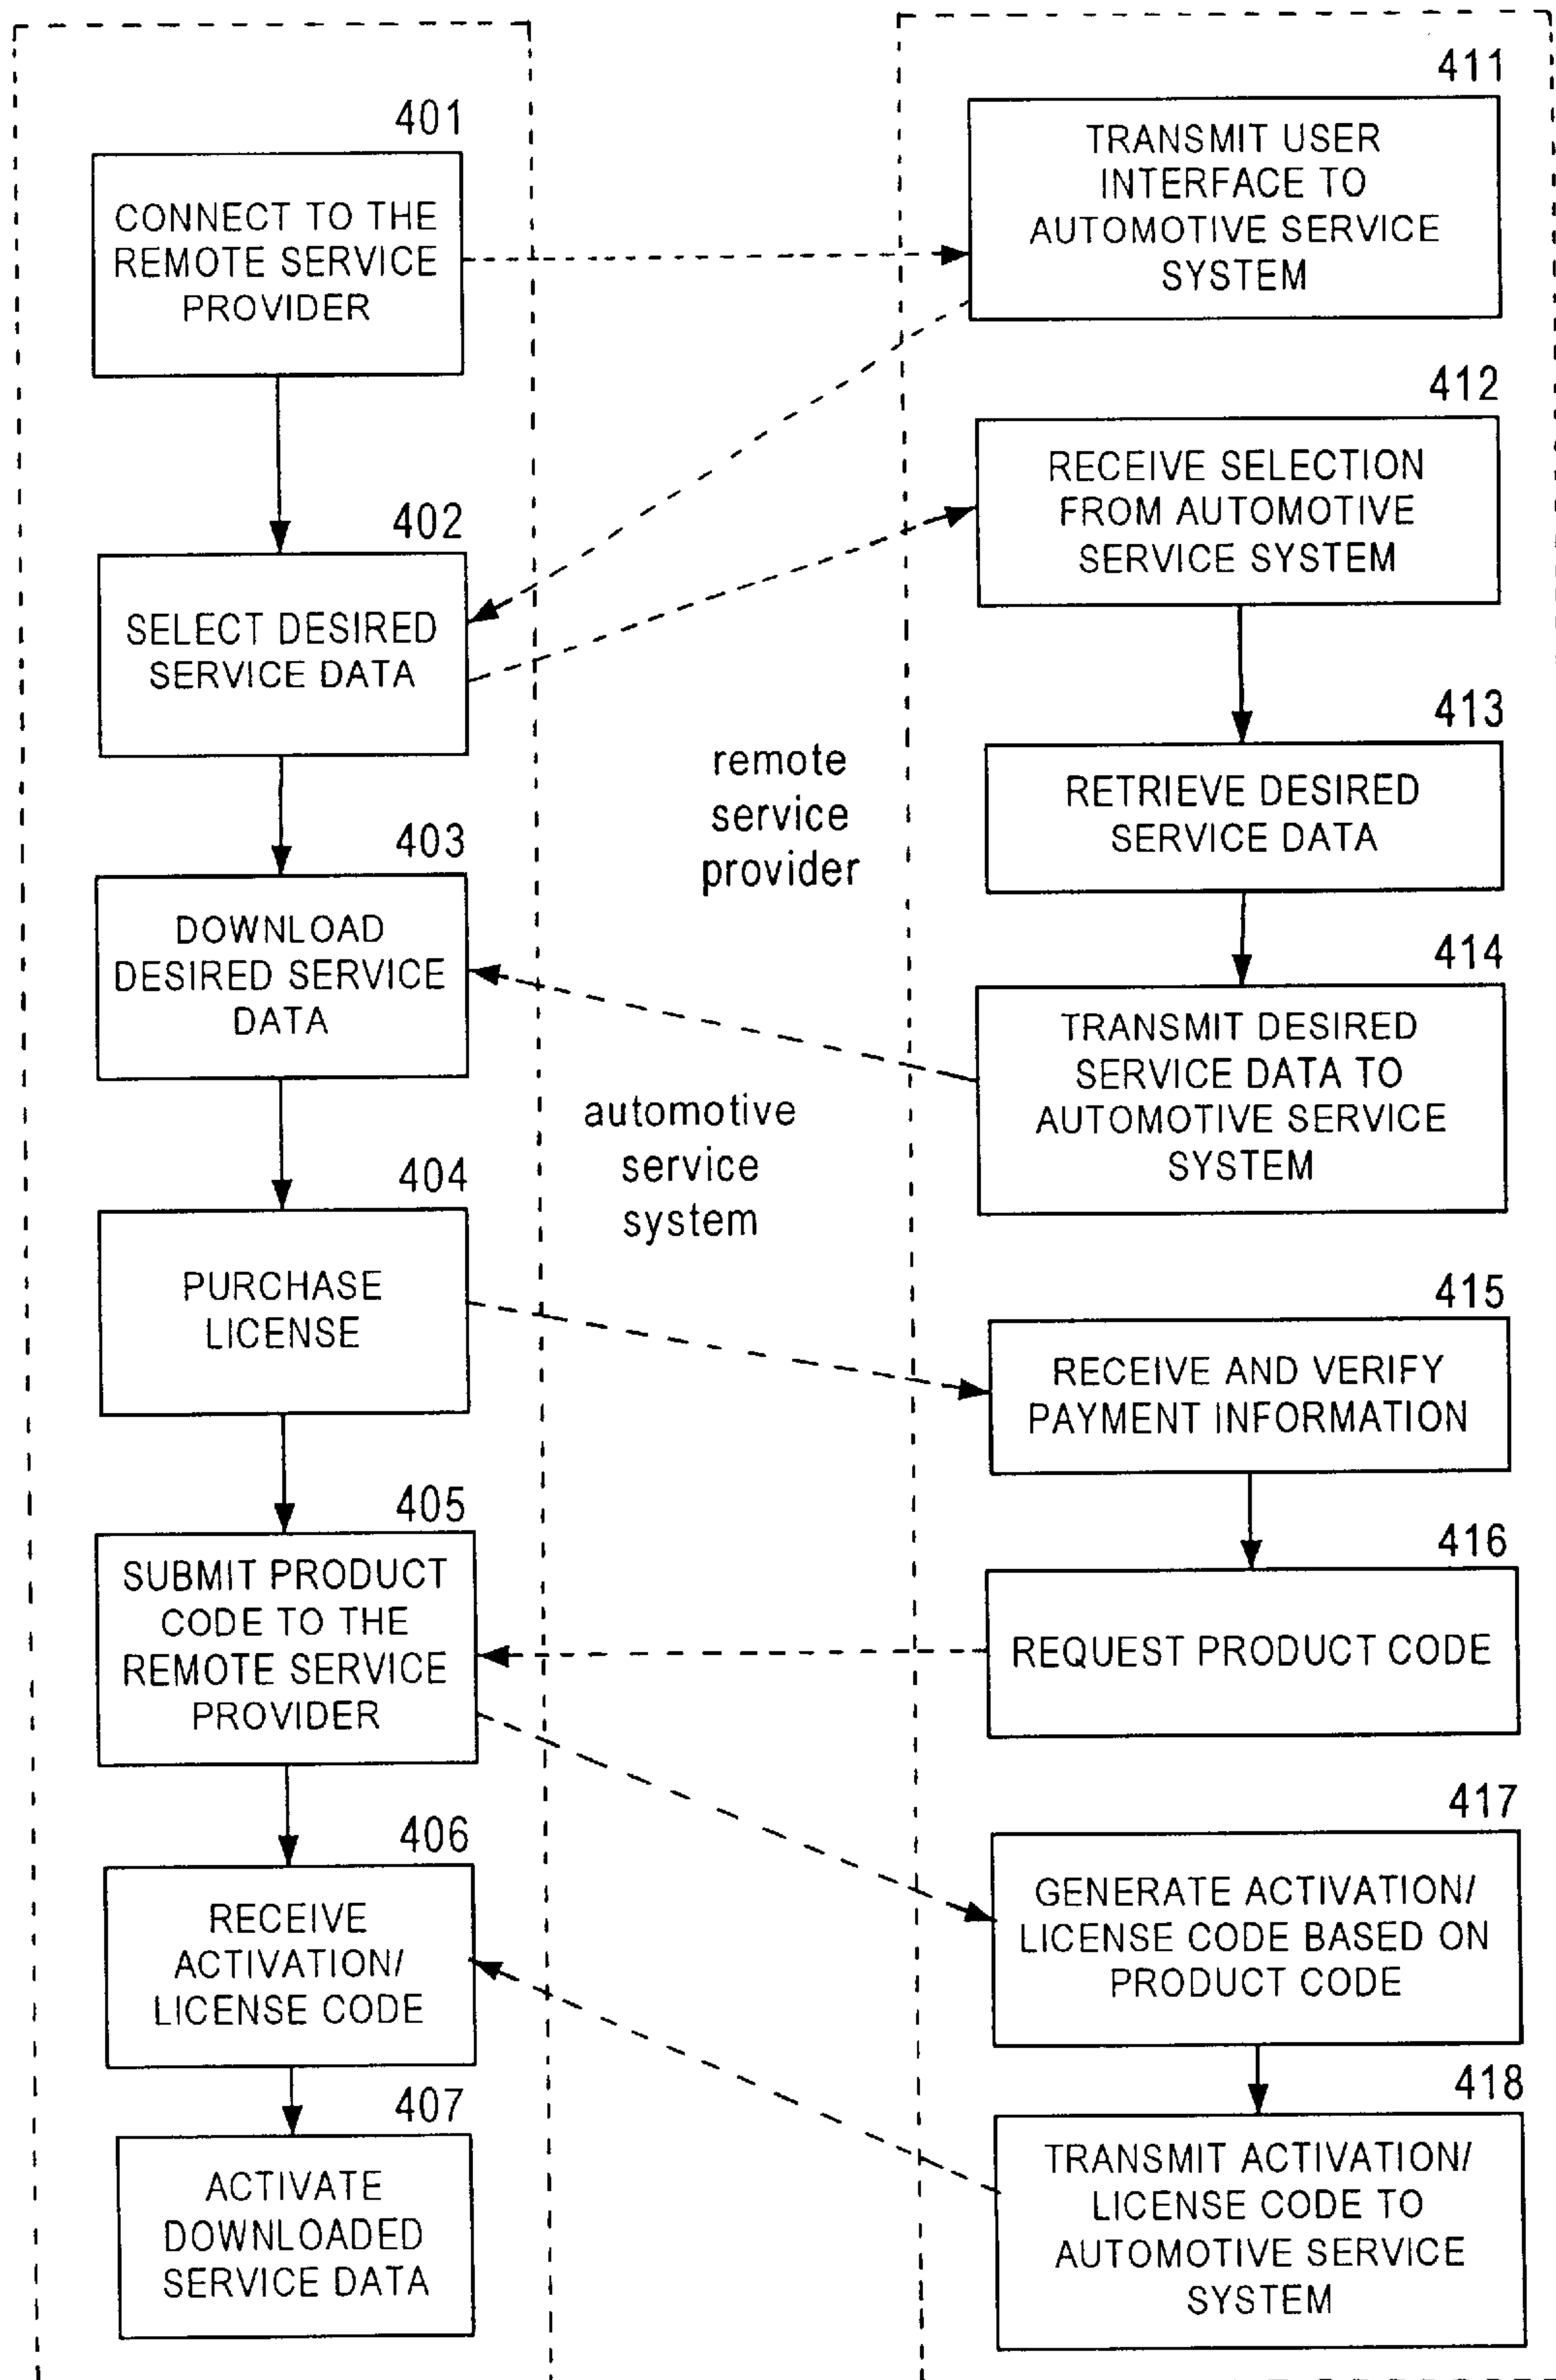 401
CONNECT TO THE
REMOTE SERVICE
PROVIDER
402
SELECT DESIRED
SERVICE DATA
403
DOWNLOAD
DESIRED SERVICE
DATA
404
PURCHASE
LICENSE
405
SUBMIT PRODUCT
CODE TO THE
REMOTE SERVICE
PROVIDER
406
RECEIVE
ACTIVATION/
LICENSE CODE
407
ACTIVATE
DOWNLOADED
SERVICE DATA
remote
service
provider
automotive
service
system
411
TRANSMIT USER
INTERFACE TO
AUTOMOTIVE SERVICE
SYSTEM
412
RECEIVE SELECTION
FROM AUTOMOTIVE
SERVICE SYSTEM
413
RETRIEVE DESIRED
SERVICE DATA
414
TRANSMIT DESIRED
SERVICE DATA TO
AUTOMOTIVE SERVICE
SYSTEM
415
RECEIVE AND VERIFY
PAYMENT INFORMATION
416
REQUEST PRODUCT CODE
417
GENERATE ACTIVATION/
LICENSE CODE BASED ON
PRODUCT CODE
418
TRANSMIT ACTIVATION/
LICENSE CODE TO
AUTOMOTIVE SERVICE
SYSTEM